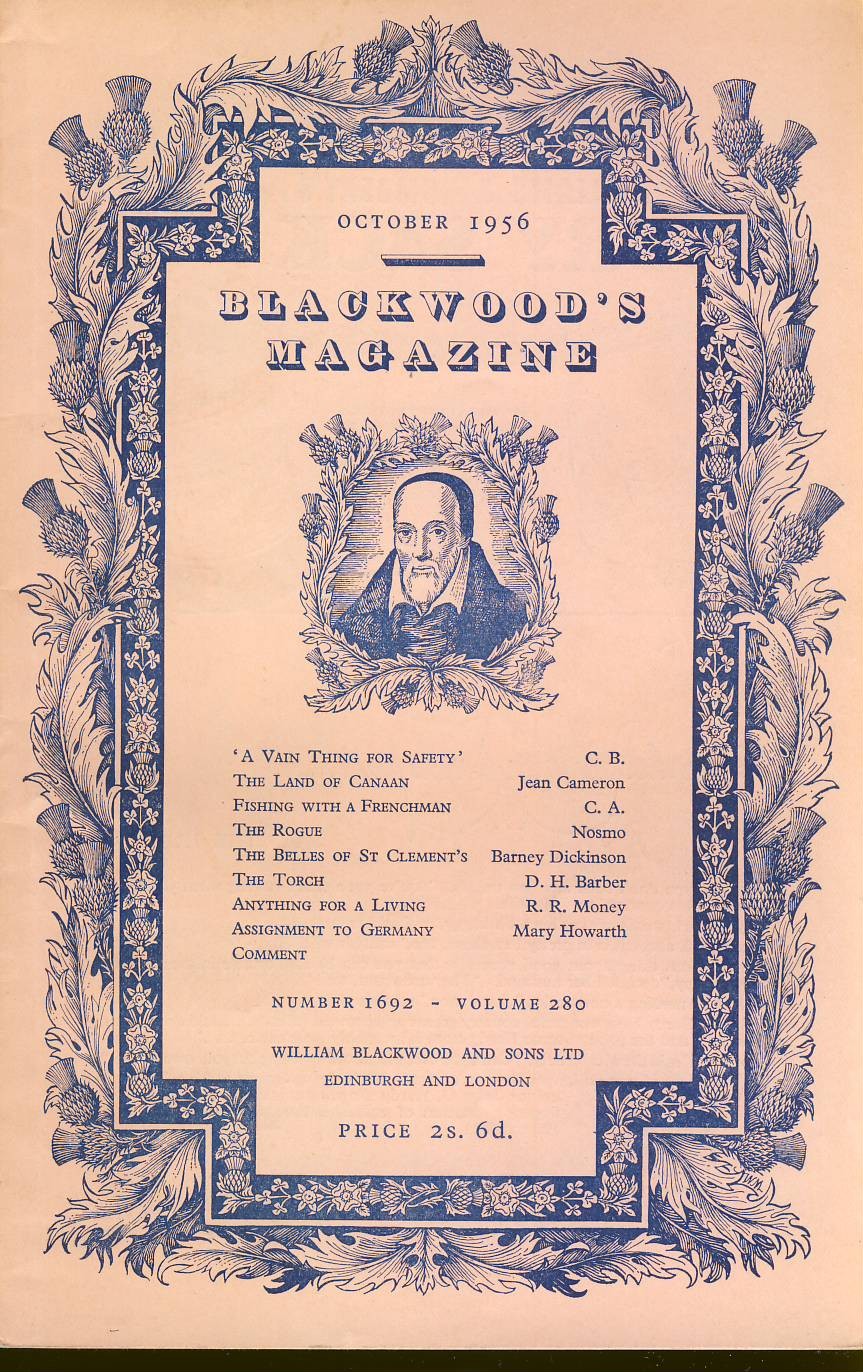 OCTOBER 1956
BLACKWOOD'S
MAGAZINE
'A VAIN THING FOR SAFETY' C. B.
THE LAND OF CANAAN Jean Cameron
FISHING WITH A FRENCHMAN C. A.
THE ROGUE Nosmo
THE BELLES OF ST CLEMENT'S Barney Dickinson
THE TORCH D. H. Barber
ANYTHING FOR A LIVING R. R. Money
ASSIGNMENT TO GERMANY Mary Howarth
COMMENT
NUMBER 1692 - VOLUME 280
WILLIAM BLACKWOOD AND SONS LTD
EDINBURGH AND LONDON
PRICE 2s. 6d.